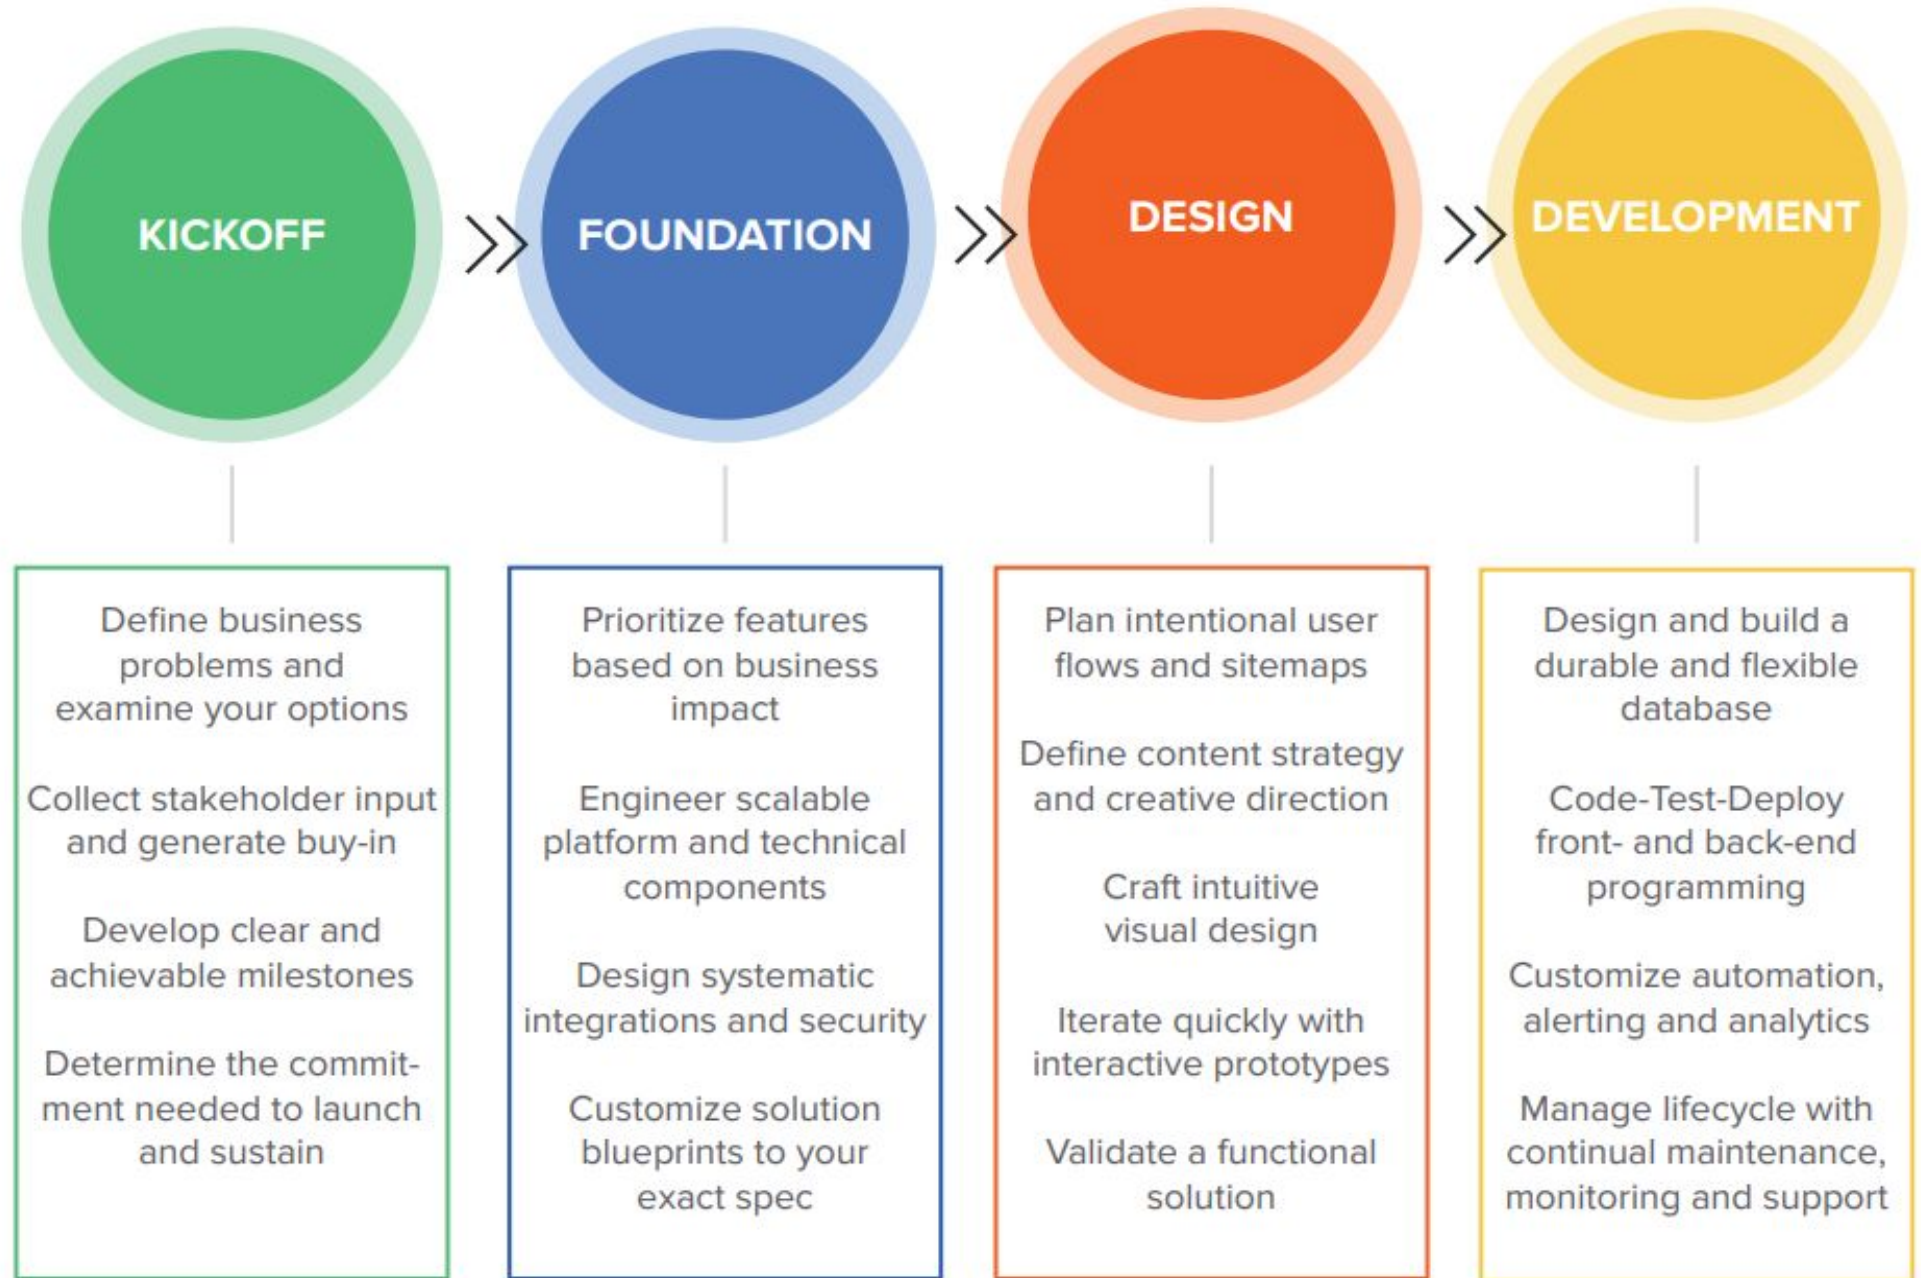 KICKOFF
FOUNDATION
DESIGN
DEVELOPMENT
Define business
problems and
examine your options
Collect stakeholder input
and generate buy-in
Develop clear and
achievable milestones
Determine the commit-
ment needed to launch
and sustain
Prioritize features
based on business
impact
Engineer scalable
platform and technical
components
Design systematic
integrations and security
Customize solution
blueprints to your
exact spec
Plan intentional user
flows and sitemaps
Define content strategy
and creative direction
Craft intuitive
visual design
Iterate quickly with
interactive prototypes
Validate a functional
solution
Design and build a
durable and flexible
database
Code-Test-Deploy
front- and back-end
programming
Customize automation,
alerting and analytics
Manage lifecycle with
continual maintenance,
monitoring and support